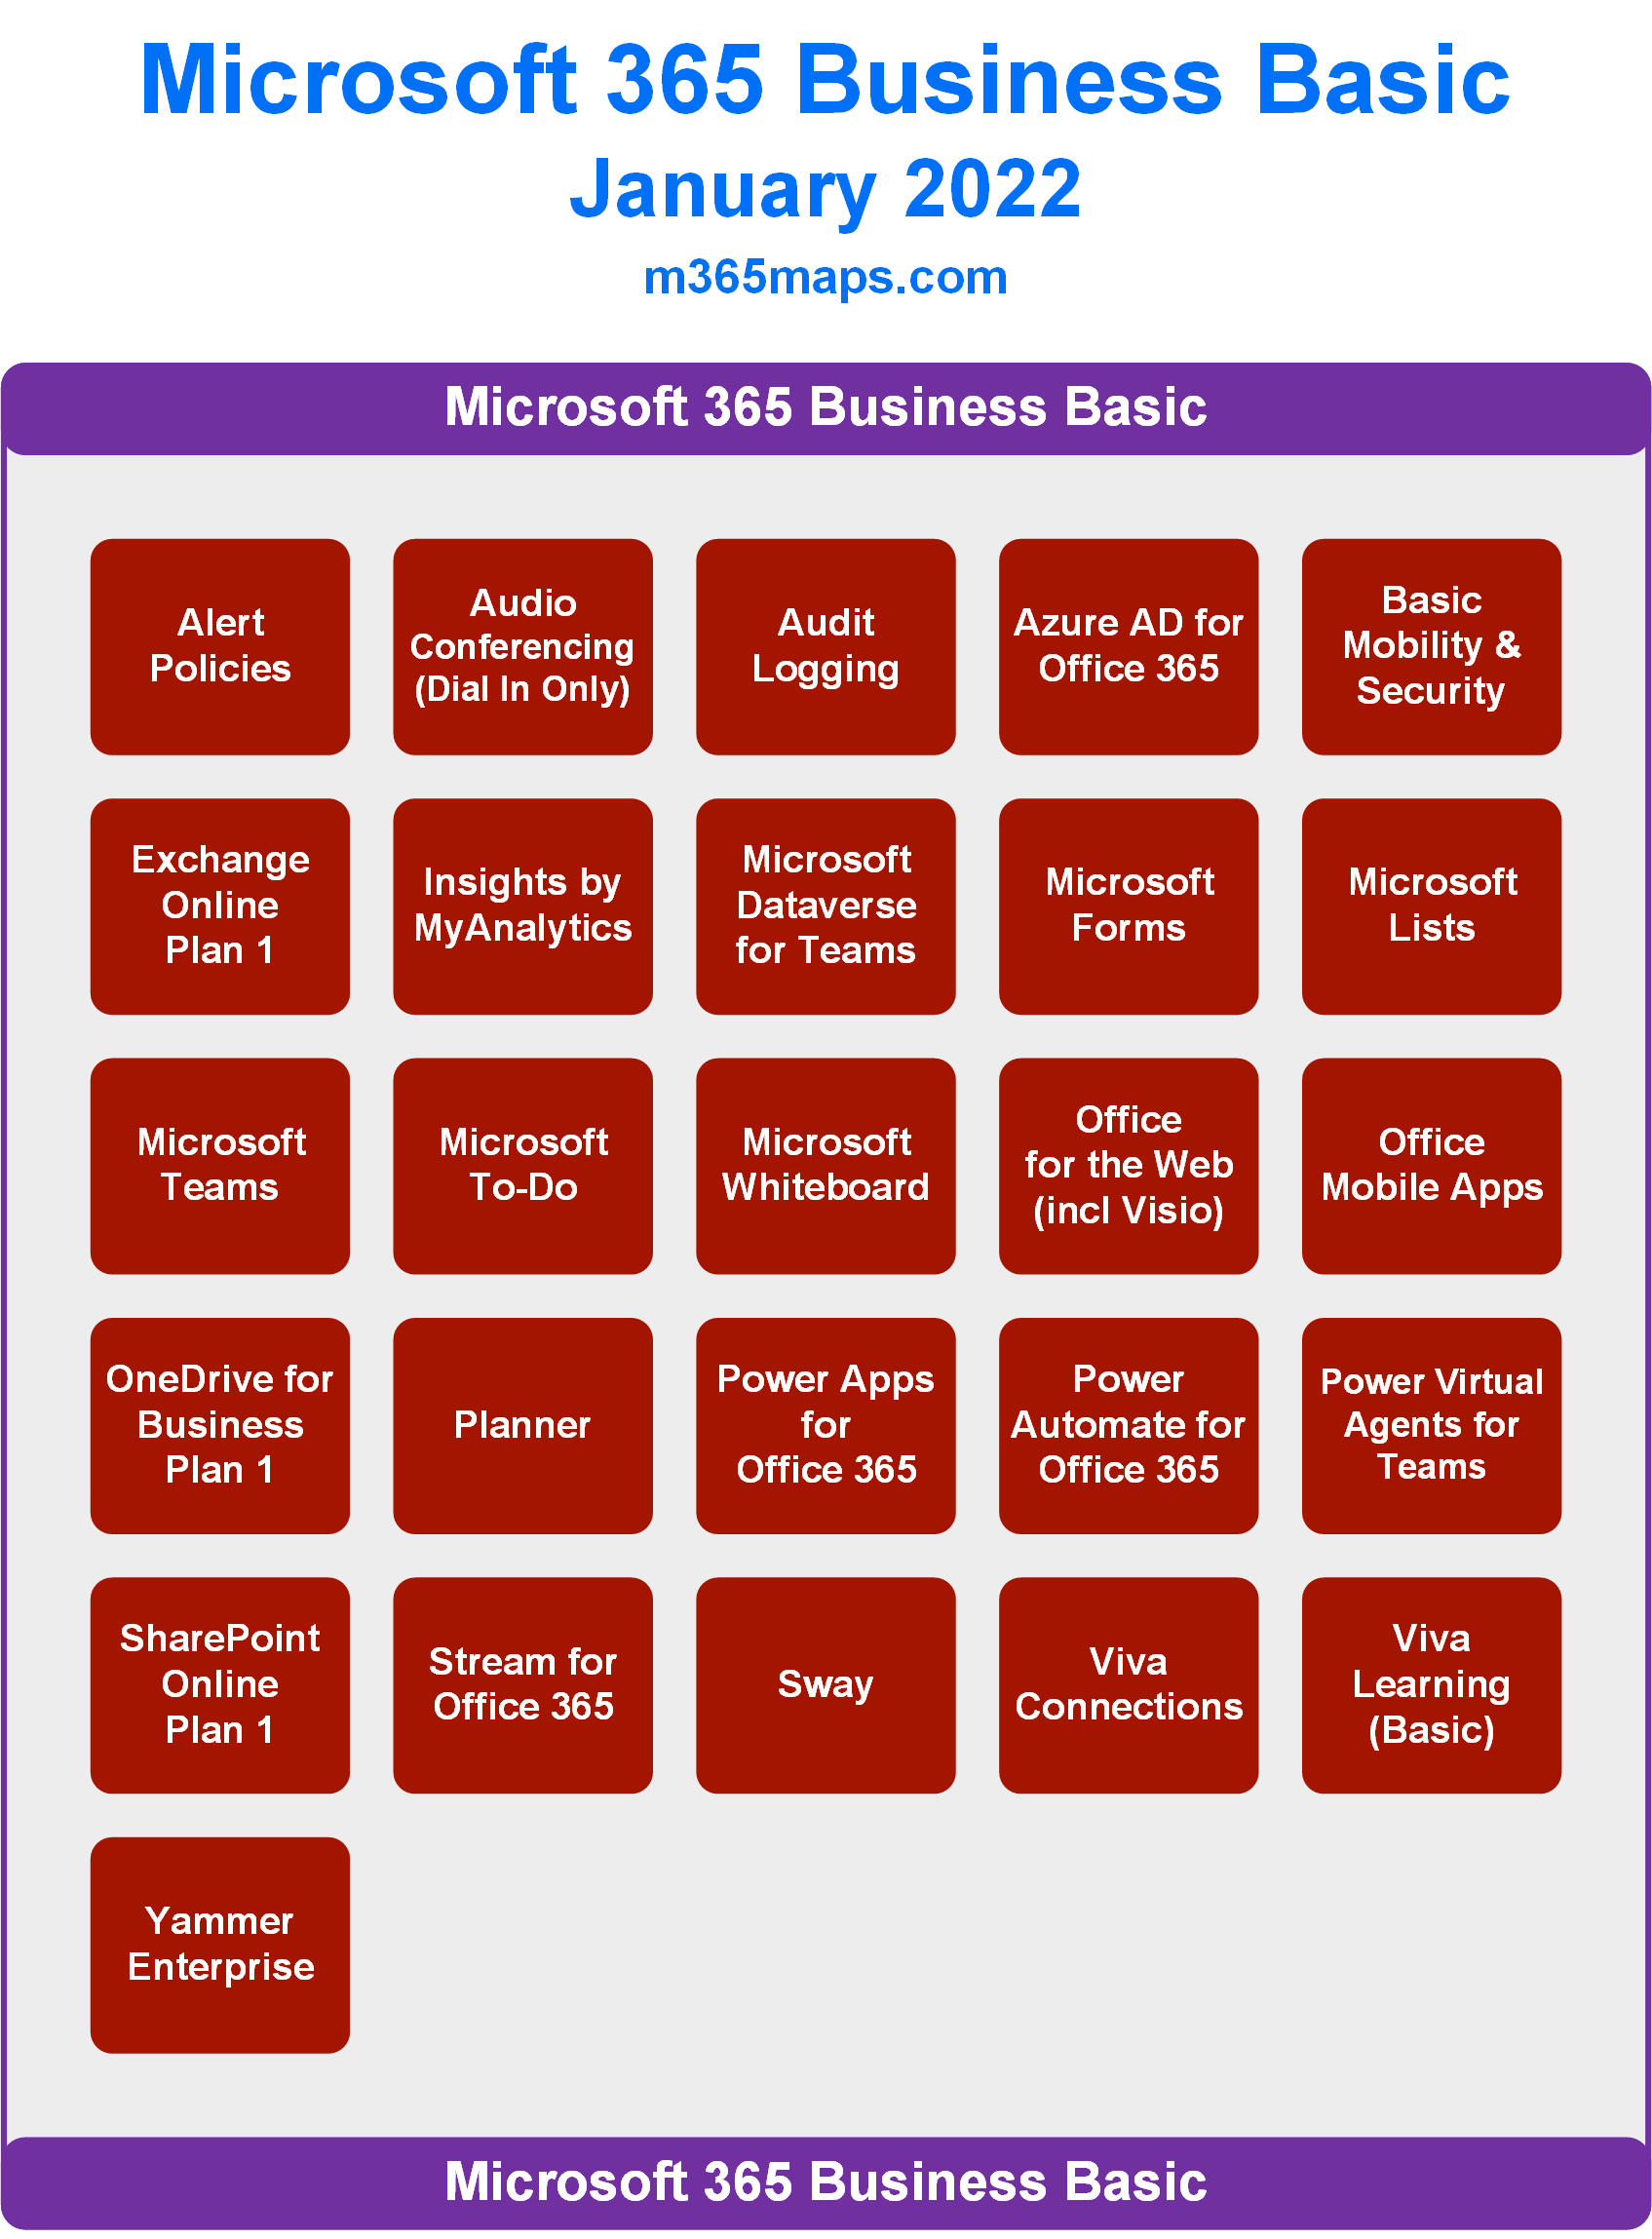 Microsoft 365 Business Basic
January 2022
m365maps.com
Microsoft 365 Business Basic
Alert
Policies
Audio
Conferencing
(Dial In Only)
Audit
Logging
Azure AD for
Office 365
Basic
Mobility &
Security
Exchange
Online
Plan 1
Insights by
MyAnalytics
Microsoft
Dataverse
for Teams
Microsoft
Forms
Microsoft
Lists
Microsoft
Teams
Microsoft
To-Do
Microsoft
Whiteboard
Office
for the Web
(incl Visio)
Office
Mobile Apps
OneDrive for
Business
Plan 1
Planner
Power Apps
for
Office 365
Power
Automate for
Office 365
Power Virtual
Agents for
Teams
SharePoint
Online
Plan 1
Stream for
Office 365
Sway
Viva
Connections
Viva
Learning
(Basic)
Yammer
Enterprise
Microsoft 365 Business Basic